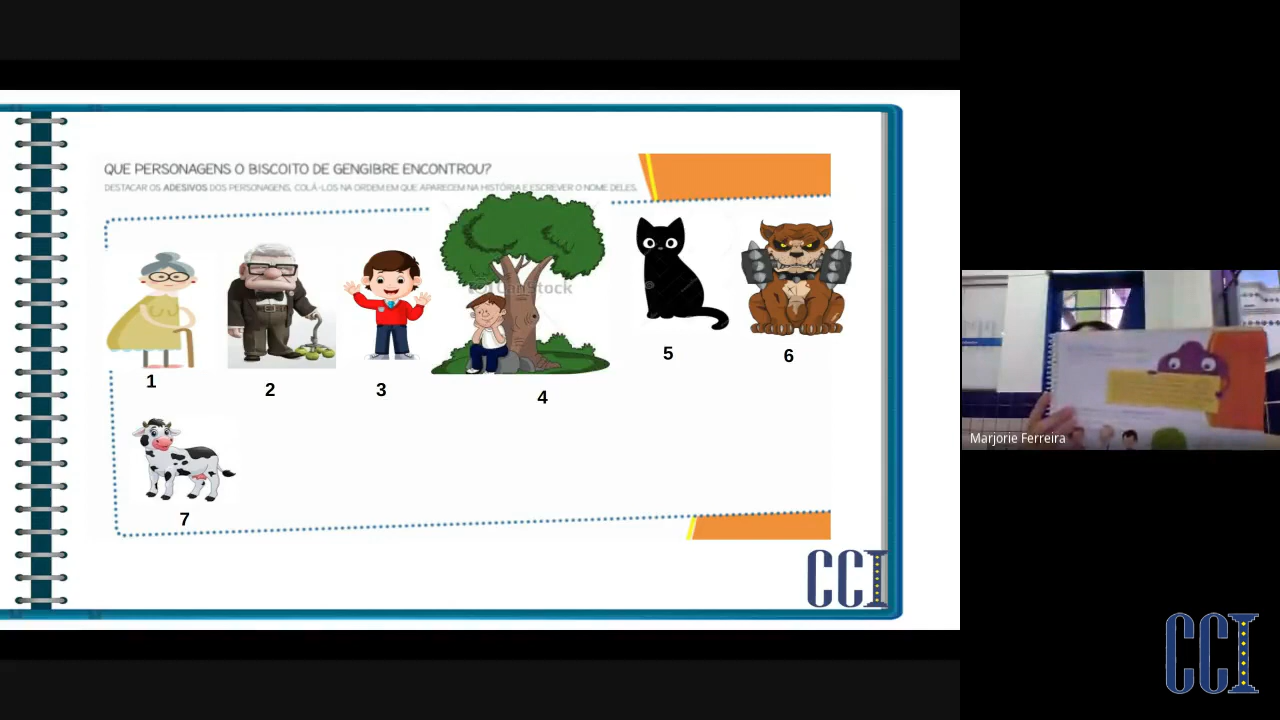 QUE PERSONAGENS O BISCOITO DE GENGIBRE ENCONTROU?
DESTACAR OS ADESIVOS DOS PERSONAGENS, COLÁ-LOS NA ORDEM EM QUE APARECEM NA HISTÓRIA E ESCREVER O NOME DELES.
CanStock
1
2
3
4
5
6
7
CCI
Marjorie Ferreira
CCI